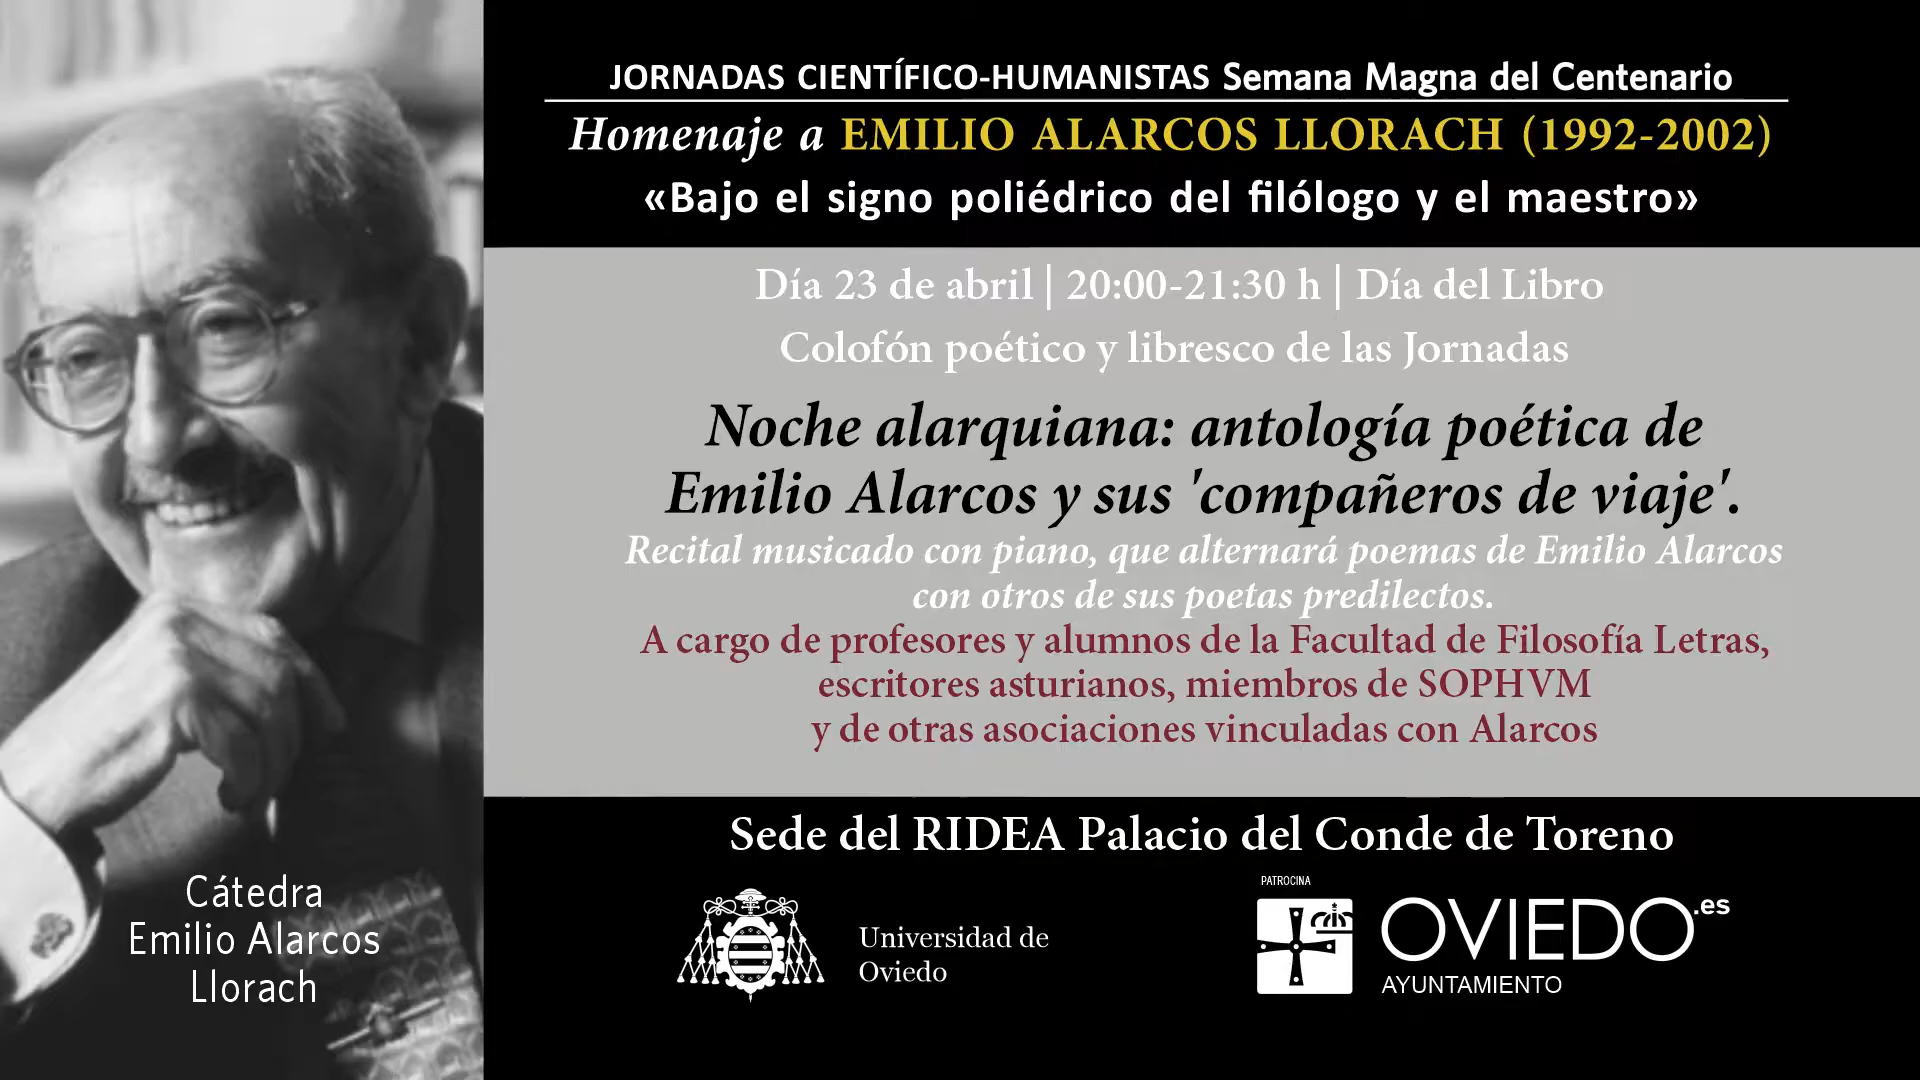 JORNADAS CIENTÍFICO-HUMANISTAS Semana Magna del Centenario
Homenaje a EMILIO ALARCOS LLORACH (1992-2002)
«Bajo el signo poliédrico del filólogo y el maestro»
Día 23 de abril | 20:00-21:30 h | Día del Libro
Colofón poético y libresco de las Jornadas
Noche alarquiana: antología poética de
Emilio Alarcos y sus 'compañeros de viaje'.
Recital musicado con piano, que alternará poemas de Emilio Alarcos
con otros de sus poetas predilectos.
A cargo de profesores y alumnos de la Facultad de Filosofía Letras,
escritores asturianos, miembros de SOPHVM
y de otras asociaciones vinculadas con Alarcos
Sede del RIDEA Palacio del Conde de Toreno
Cátedra
Emilio Alarcos
Llorach
Universidad de
Oviedo
PATROCINA
OVIEDO.es
AYUNTAMIENTO